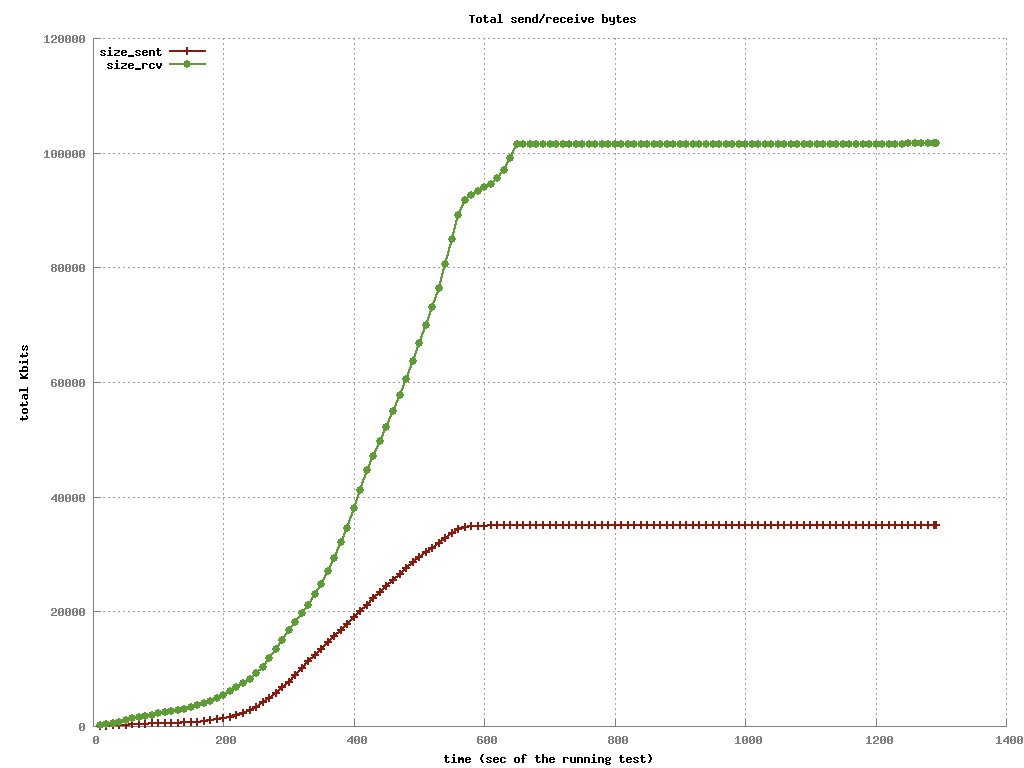 Total send/receive bytes
120000
size_sent
size_rcv
100000
80000
60000
total Kbits
40000
20000
0
0 200 400 600 800 1000 1200 1400
time (sec of the running test)